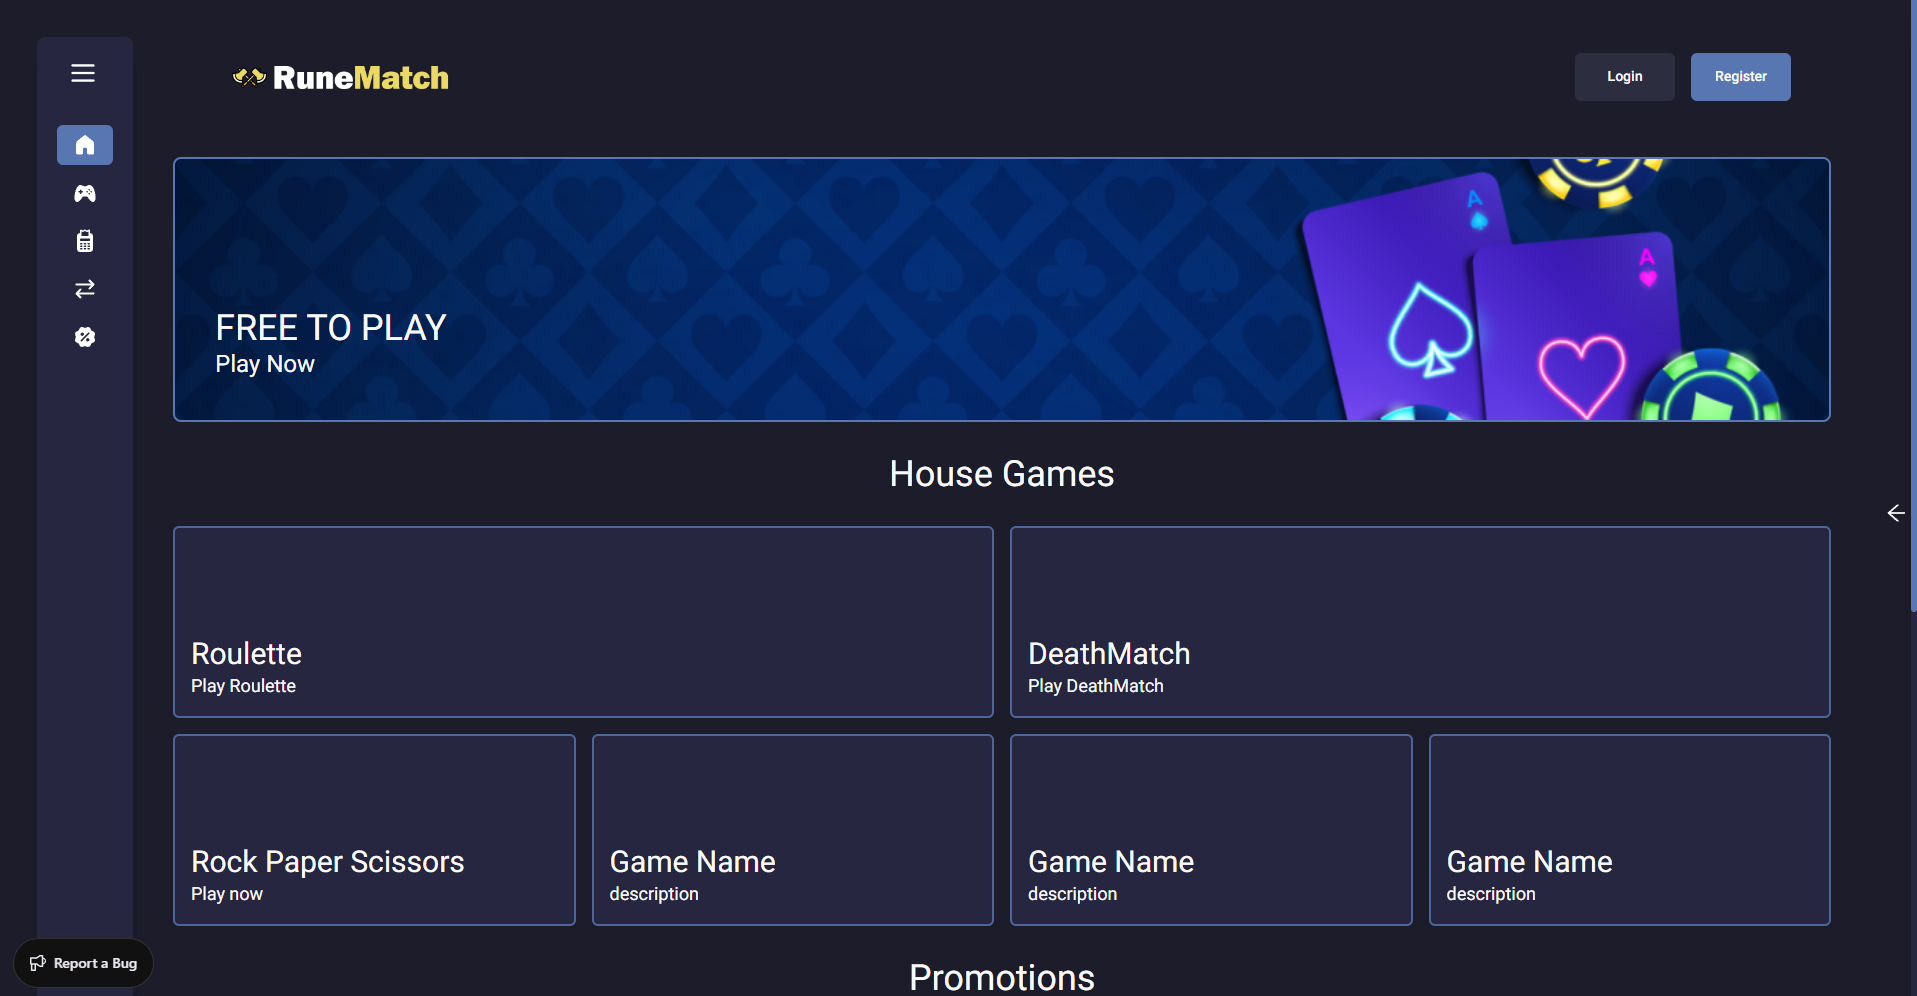 RuneMatch
Login
Register
A
A
FREE TO PLAY
Play Now
House Games
Roulette
Play Roulette
DeathMatch
Play DeathMatch
Rock Paper Scissors
Play now
Game Name
description
Game Name
description
Game Name
description
Report a Bug
Promotions